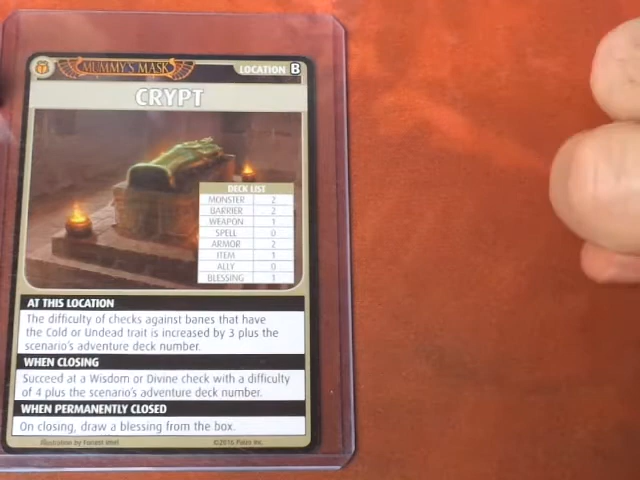 MUMMY'S MASK
LOCATION B
CRYPT
DECK LIST
MONSTER 2
BARRIER 2
WEAPON 1
SPELL 0
ARMOR 2
ITEM 1
ALLY 0
BLESSING 1
AT THIS LOCATION
The difficulty of checks against banes that have
the Cold or Undead trait is increased by 3 plus the
scenario's adventure deck number.
WHEN CLOSING
Succeed at a Wisdom or Divine check with a difficulty
of 4 plus the scenario's adventure deck number.
WHEN PERMANENTLY CLOSED
On closing, draw a blessing from the box.
Illustration by Forrest Imel
©2016 Paizo Inc.